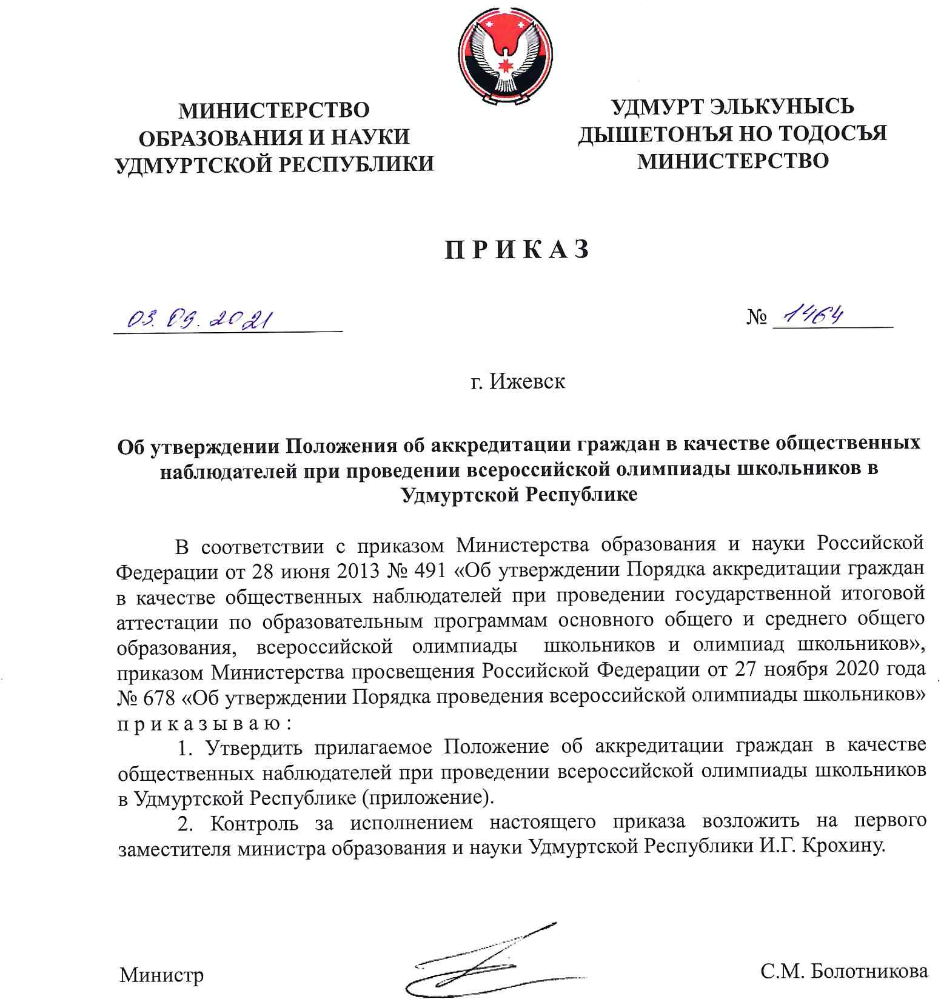 МИНИСТЕРСТВО
ОБРАЗОВАНИЯ И НАУКИ
УДМУРТСКОЙ РЕСПУБЛИКИ
УДМУРТ ЭЛЬКУНЫСЬ
ДЫШЕТОНЪЯ НО ТОДОСЪЯ
МИНИСТЕРСТВО
П Р И К А З
03.09.2021
№ 1464
г. Ижевск
Об утверждении Положения об аккредитации граждан в качестве общественных
наблюдателей при проведении всероссийской олимпиады школьников в
Удмуртской Республике
В соответствии с приказом Министерства образования и науки Российской
Федерации от 28 июня 2013 № 491 «Об утверждении Порядка аккредитации граждан
в качестве общественных наблюдателей при проведении государственной итоговой
аттестации по образовательным программам основного общего и среднего общего
образования, всероссийской олимпиады школьников и олимпиад школьников»,
приказом Министерства просвещения Российской Федерации от 27 ноября 2020 года
№ 678 «Об утверждении Порядка проведения всероссийской олимпиады школьников»
п р и к а з ы в а ю :
1. Утвердить прилагаемое Положение об аккредитации граждан в качестве
общественных наблюдателей при проведении всероссийской олимпиады школьников
в Удмуртской Республике (приложение).
2. Контроль за исполнением настоящего приказа возложить на первого
заместителя министра образования и науки Удмуртской Республики И.Г. Крохину.
Министр
С.М. Болотникова